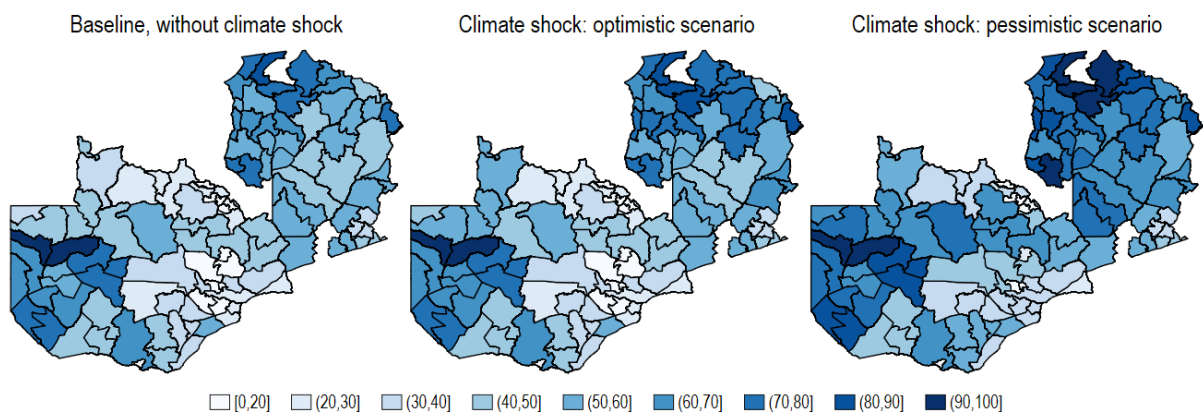 Baseline, without climate shock
Climate shock: optimistic scenario
Climate shock: pessimistic scenario
[0,20] (20,30] (30,40] (40,50] (50,60] (60,70] (70,80] (80,90] (90,100]